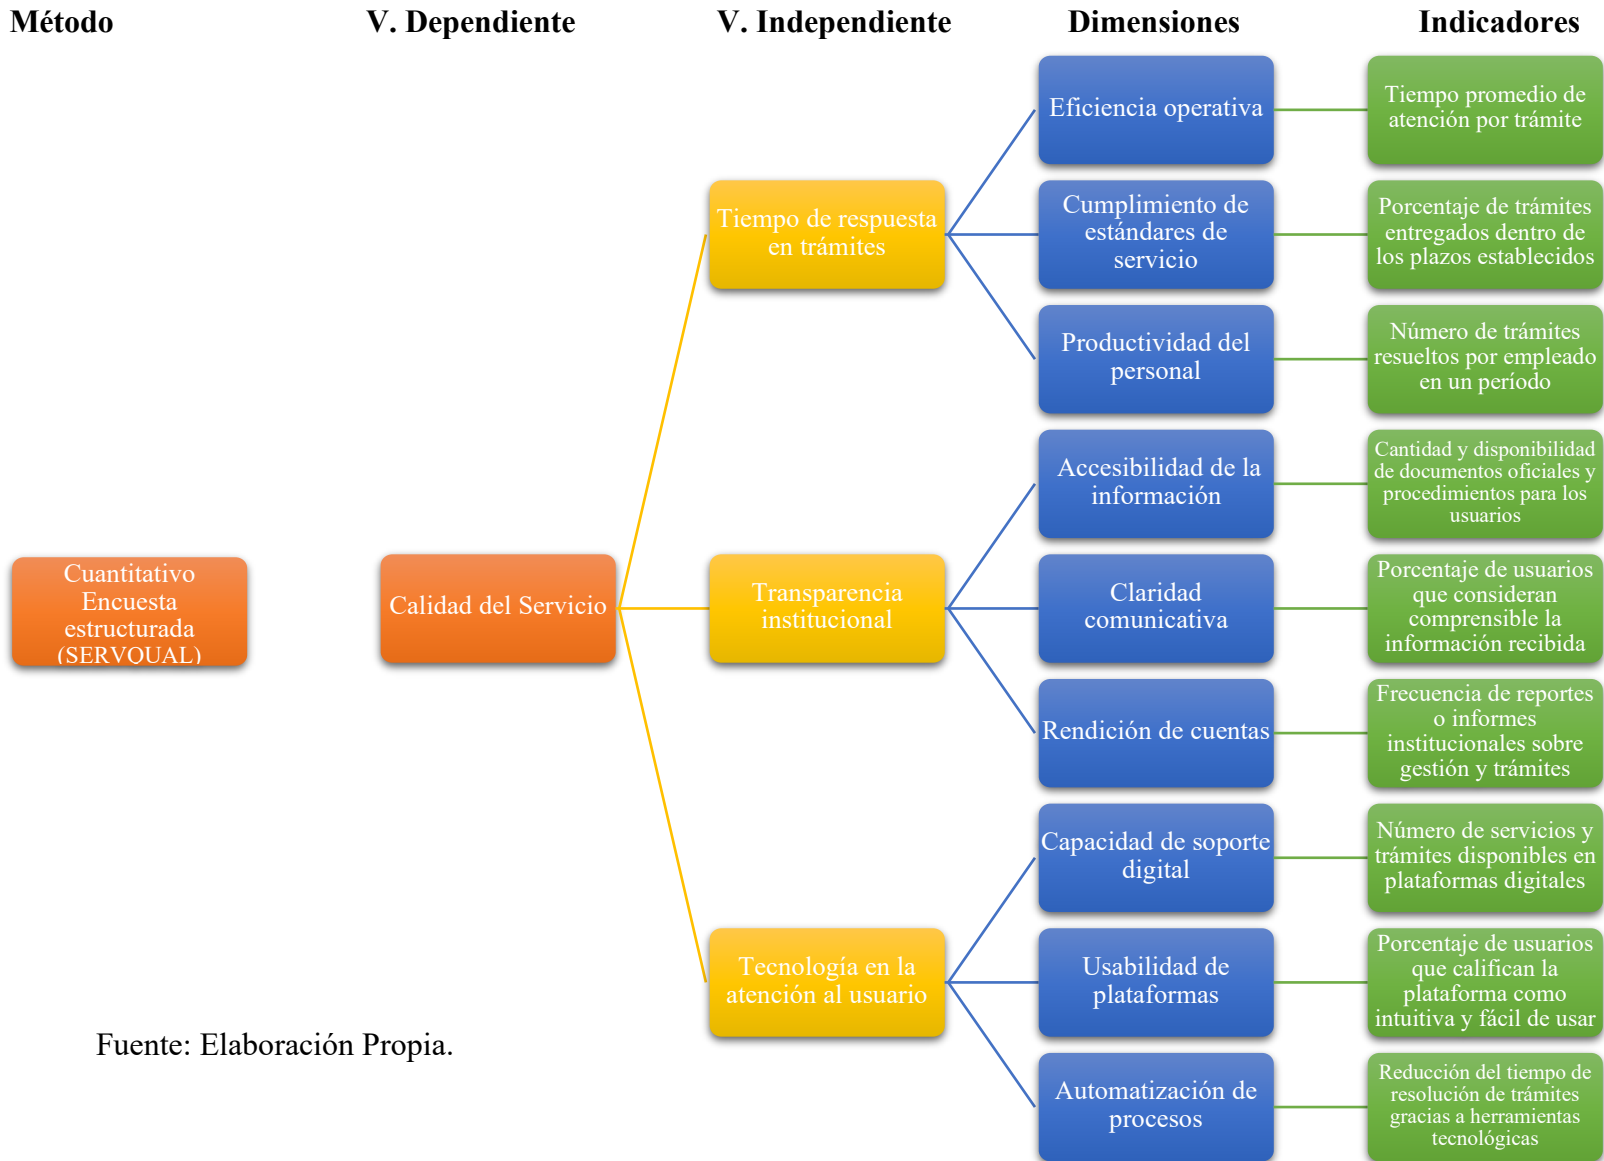 Método
V. Dependiente
V. Independiente
Dimensiones
Indicadores
Cuantitativo
Encuesta
estructurada
(SERVQUAL)
Calidad del Servicio
Tiempo de respuesta
en trámites
Eficiencia operativa
Tiempo promedio de
atención por trámite
Cumplimiento de
estándares de
servicio
Porcentaje de trámites
entregados dentro de
los plazos establecidos
Productividad del
personal
Número de trámites
resueltos por empleado
en un período
Transparencia
institucional
Accesibilidad de la
información
Cantidad y disponibilidad
de documentos oficiales y
procedimientos para los
usuarios
Claridad
comunicativa
Porcentaje de usuarios
que consideran
comprensible la
información recibida
Rendición de cuentas
Frecuencia de reportes
o informes
institucionales sobre
gestión y trámites
Tecnología en la
atención al usuario
Capacidad de soporte
digital
Número de servicios y
trámites disponibles en
plataformas digitales
Usabilidad de
plataformas
Porcentaje de usuarios
que califican la
plataforma como
intuitiva y fácil de usar
Automatización de
procesos
Reducción del tiempo de
resolución de trámites
gracias a herramientas
tecnológicas
Fuente: Elaboración Propia.